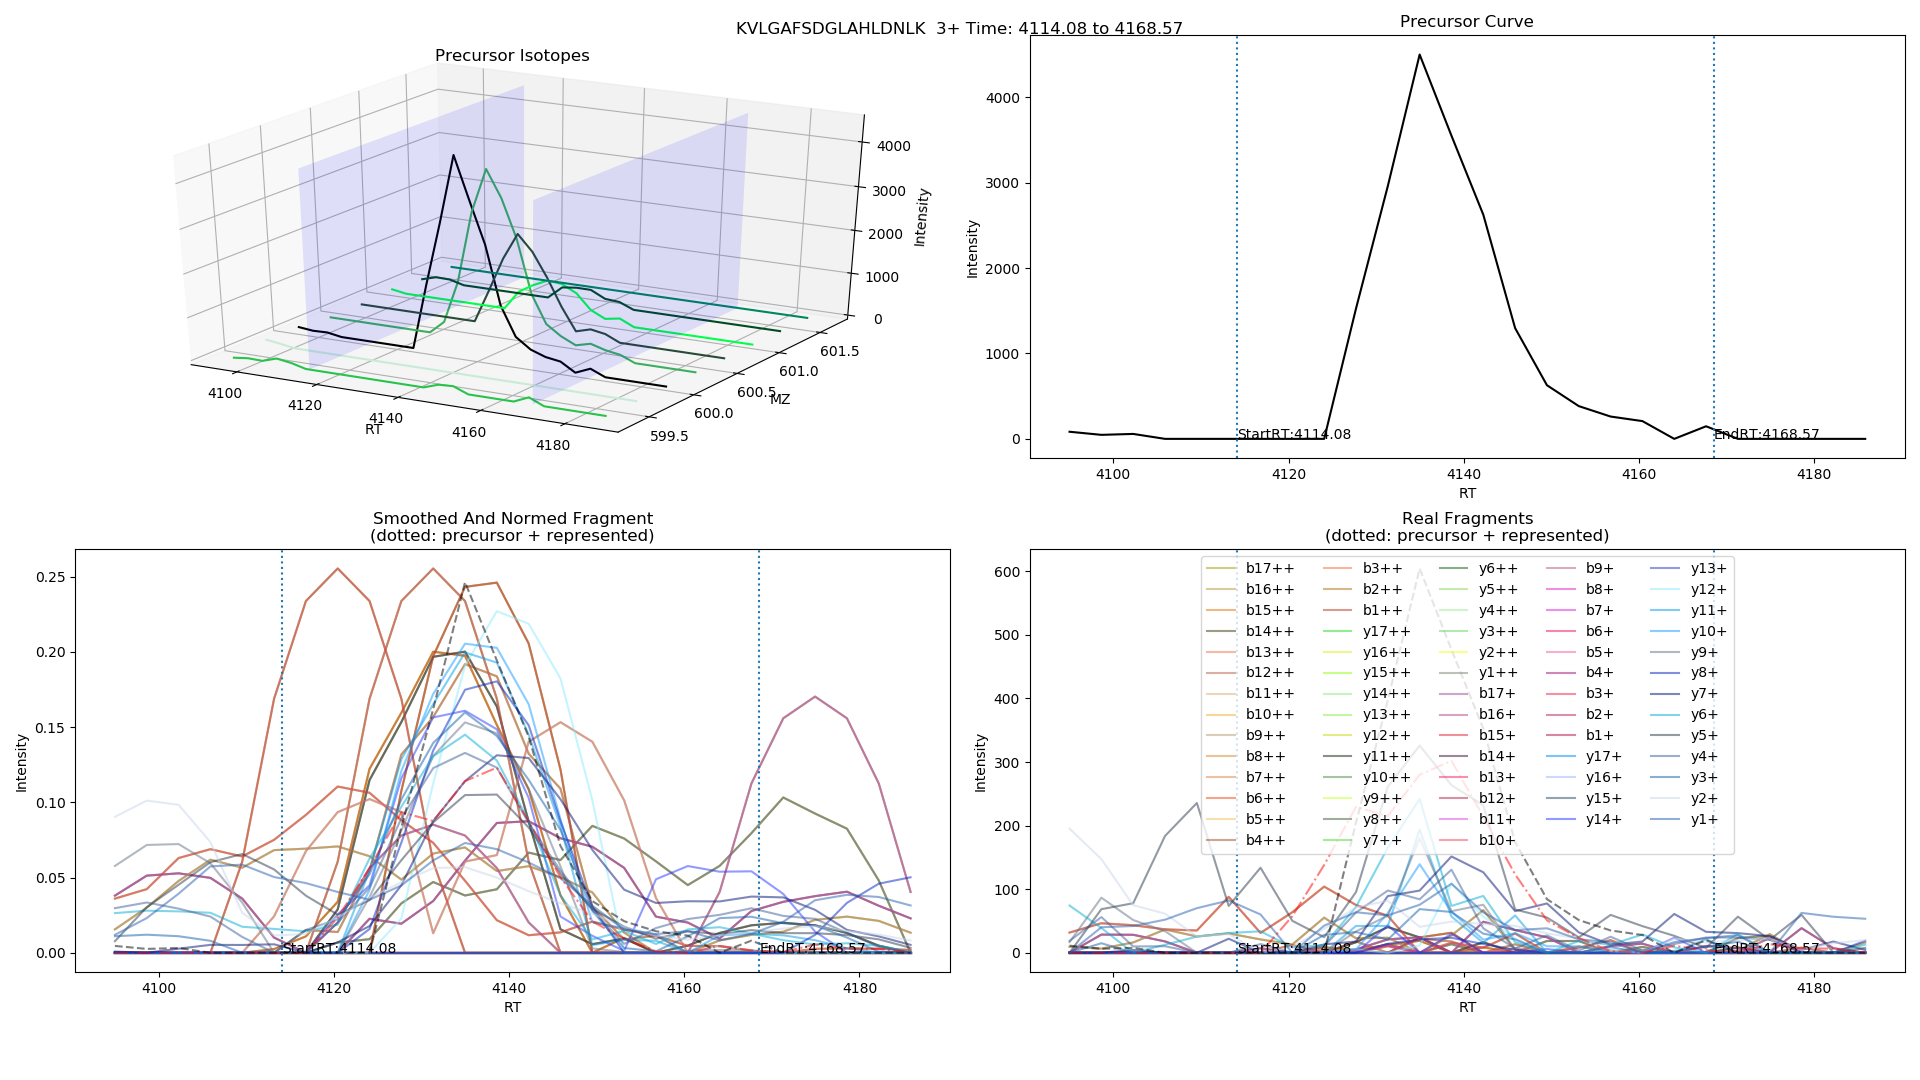 KVLGAFSDGLAHLDNLK  3+ Time: 4114.08 to 4168.57
Precursor Isotopes
4000
3000
2000
1000
0
Intensity
601.5
601.0
600.5
600.0
599.5
MZ
4100
4120
4140
4160
4180
RT
Precursor Curve
4000
3000
2000
1000
0
Intensity
StartRT:4114.08
EndRT:4168.57
4100
4120
4140
4160
4180
RT
Smoothed And Normed Fragment
(dotted: precursor + represented)
0.25
0.20
0.15
0.10
0.05
0.00
Intensity
StartRT:4114.08
EndRT:4168.57
4100
4120
4140
4160
4180
RT
Real Fragments
(dotted: precursor + represented)
600
500
400
300
200
100
0
Intensity
b17++
b16++
b15++
b14++
b13++
b12++
b11++
b10++
b9++
b8++
b7++
b6++
b5++
b4++
b3++
b2++
b1++
y17++
y16++
y15++
y14++
y13++
y12++
y11++
y10++
y9++
y8++
y7++
y6++
y5++
y4++
y3++
y2++
y1++
b17+
b16+
b15+
b14+
b13+
b12+
b11+
b10+
b9+
b8+
b7+
b6+
b5+
b4+
b3+
b2+
b1+
y17+
y16+
y15+
y14+
y13+
y12+
y11+
y10+
y9+
y8+
y7+
y6+
y5+
y4+
y3+
y2+
y1+
StartRT:4114.08
EndRT:4168.57
4100
4120
4140
4160
4180
RT